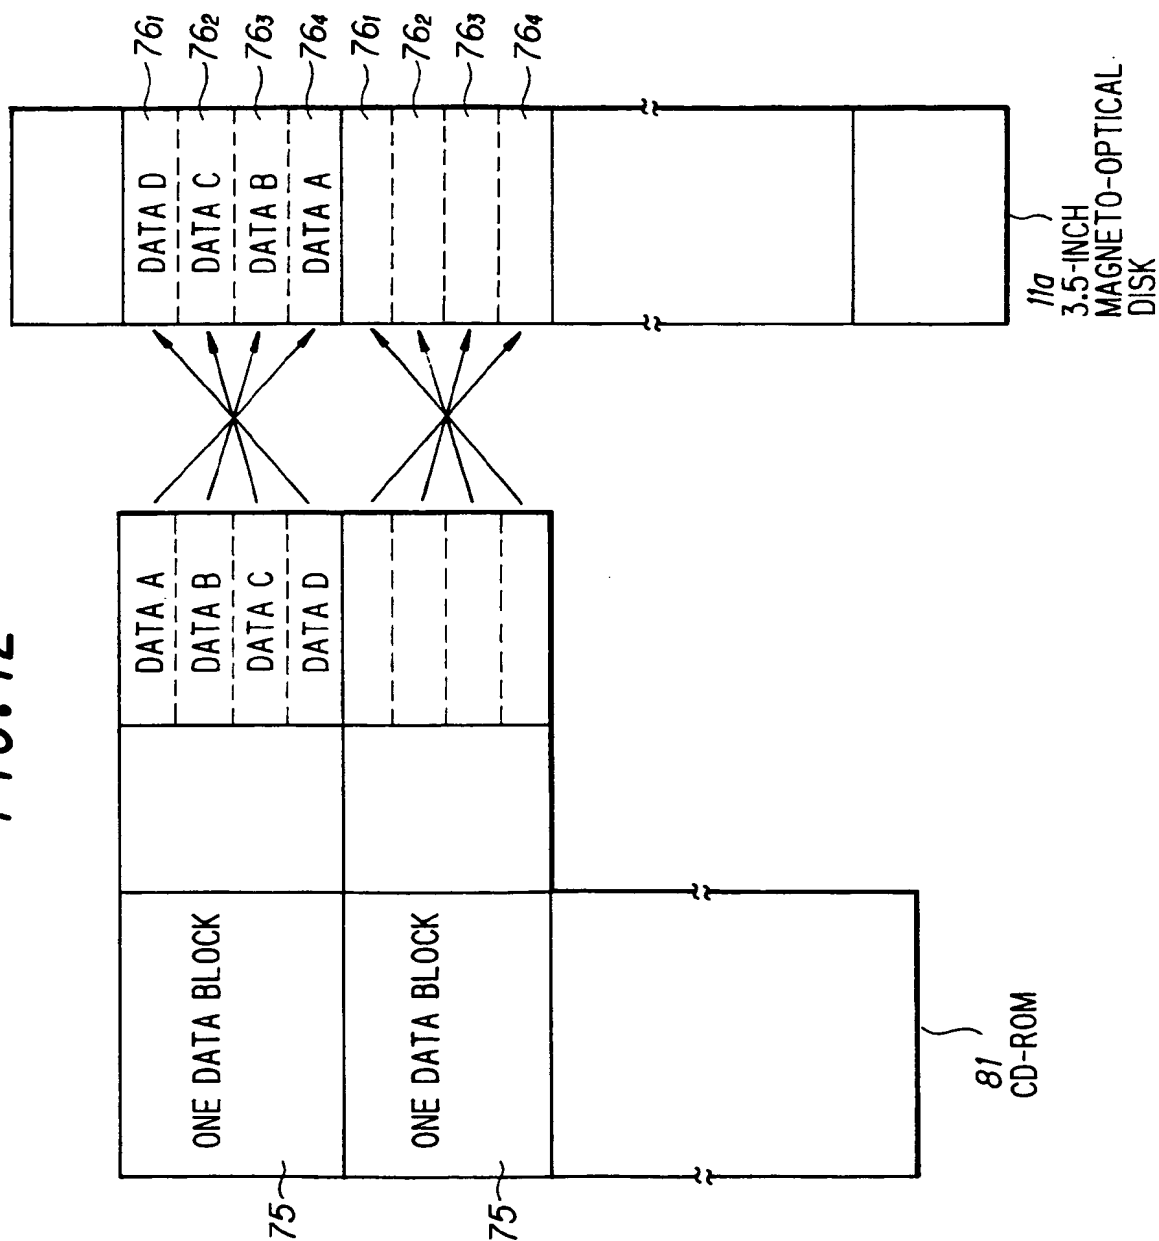 FIG. 12
ONE DATA BLOCK
ONE DATA BLOCK
75
75
81
CD-ROM
DATA A
DATA B
DATA C
DATA D
DATA D
DATA C
DATA B
DATA A
76₁
76₂
76₃
76₄
76₁
76₂
76₃
76₄
11a
3.5-INCH
MAGNETO-OPTICAL
DISK